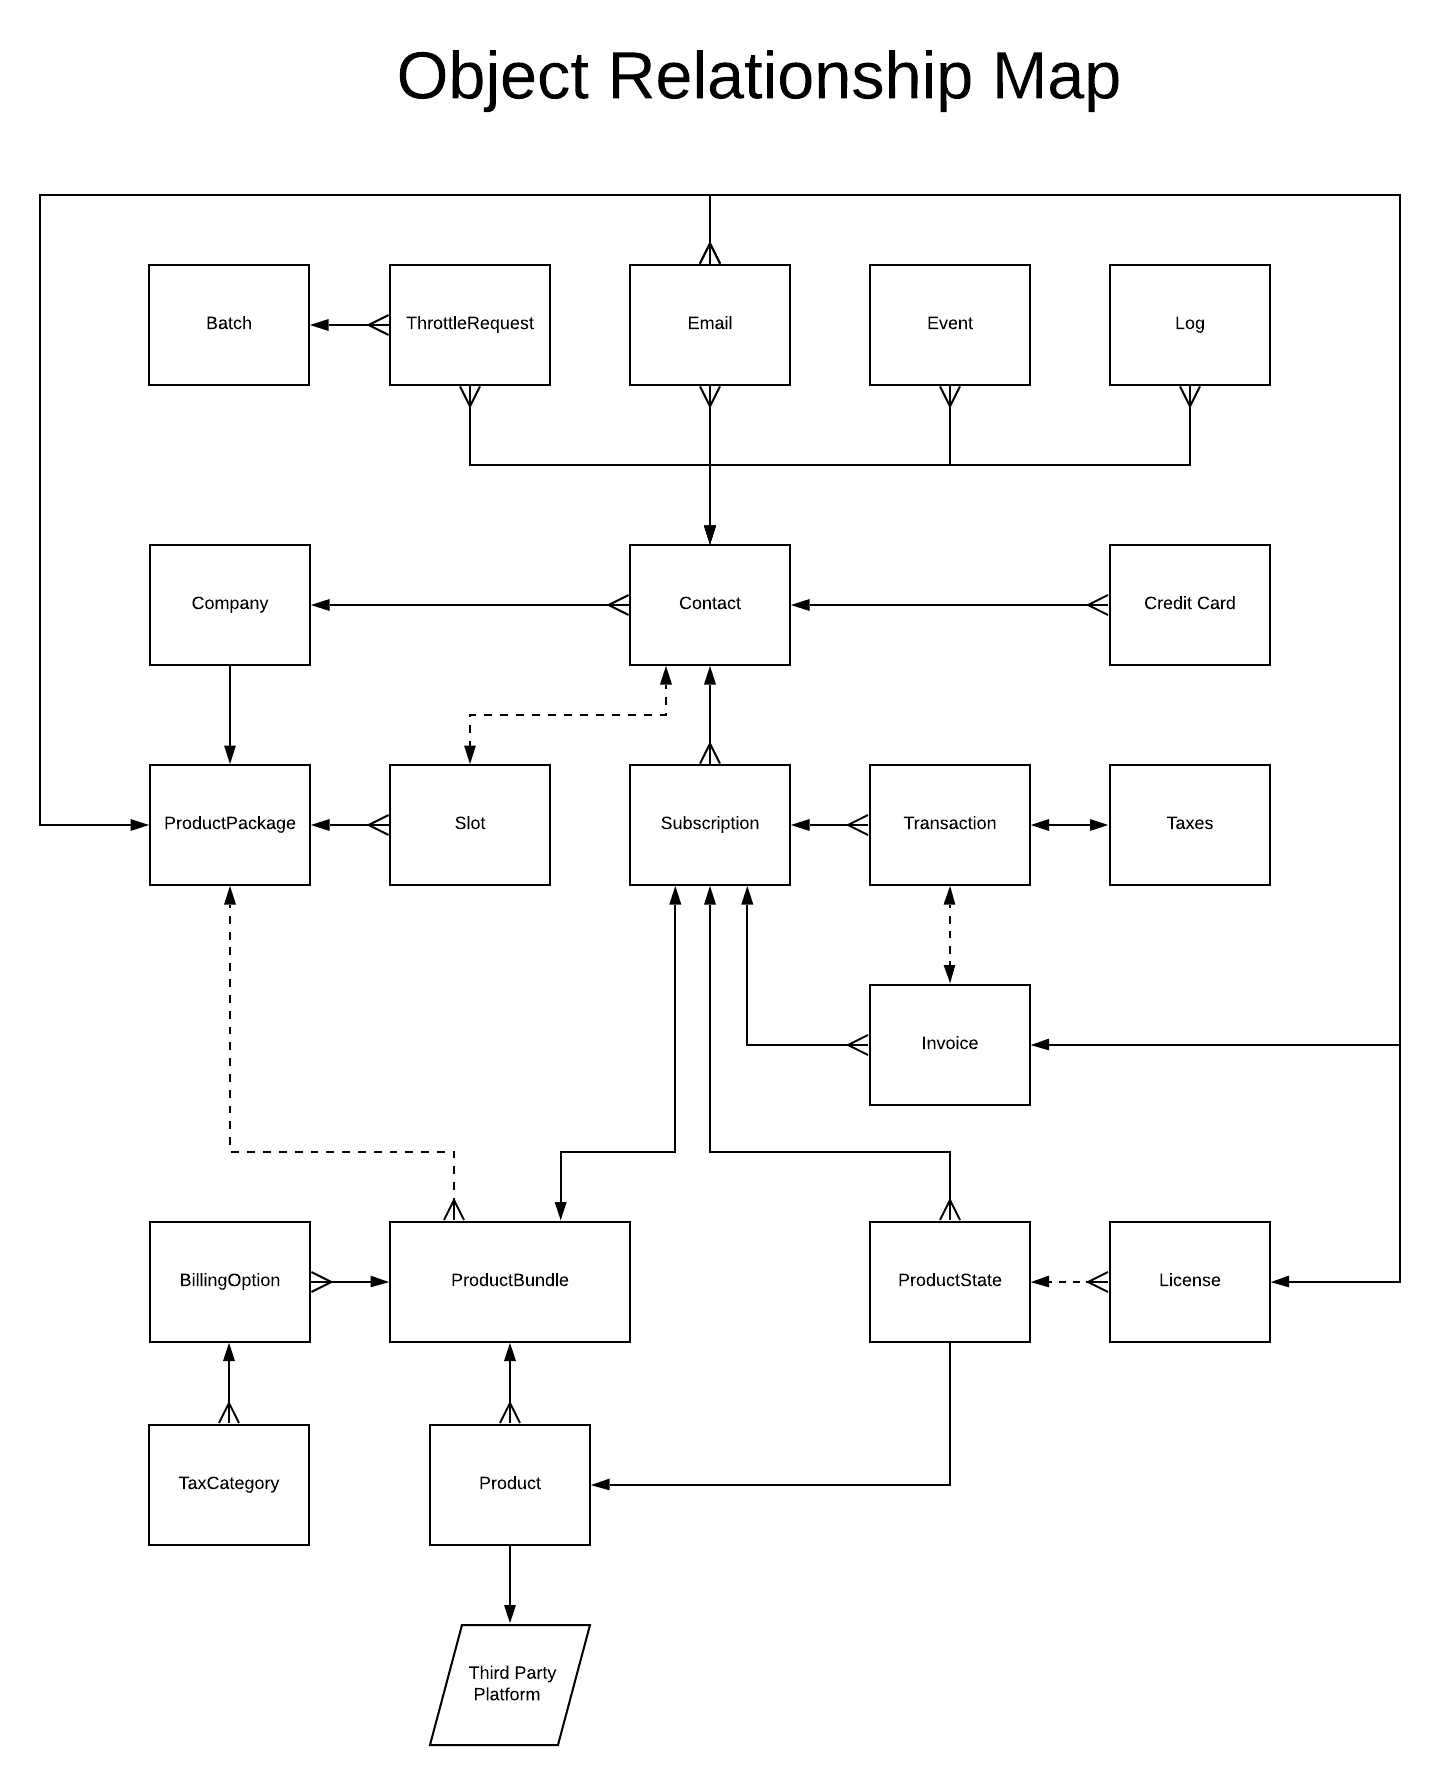 Object Relationship Map
Batch
ThrottleRequest
Email
Event
Log
Company
Contact
Credit Card
ProductPackage
Slot
Subscription
Transaction
Taxes
Invoice
BillingOption
ProductBundle
ProductState
License
TaxCategory
Product
Third Party
Platform